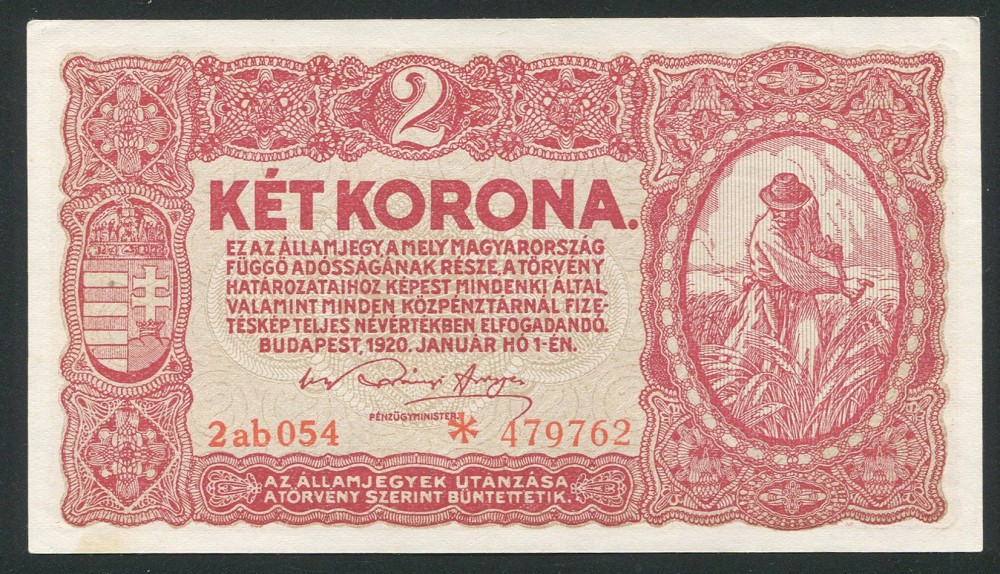 2
KÉT KORONA.
EZ AZ ÁLLAMJEGY, A MELY MAGYARORSZÁG
FÜGGŐ ADÓSSÁGÁNAK RÉSZE, A TÖRVÉNY
HATÁROZATAIHOZ KÉPEST MINDENKI ÁLTAL
VALAMINT MINDEN KÖZPÉNZTÁRNÁL FIZE-
TÉSKÉP TELJES NÉVÉRTÉKBEN ELFOGADANDÓ.
BUDAPEST, 1920. JANUÁR HÓ 1-ÉN.
PÉNZÜGYMINISTER.
2ab054 * 479762
AZ ÁLLAMJEGYEK UTÁNZÁSA
A TÖRVÉNY SZERINT BÜNTETTETIK.